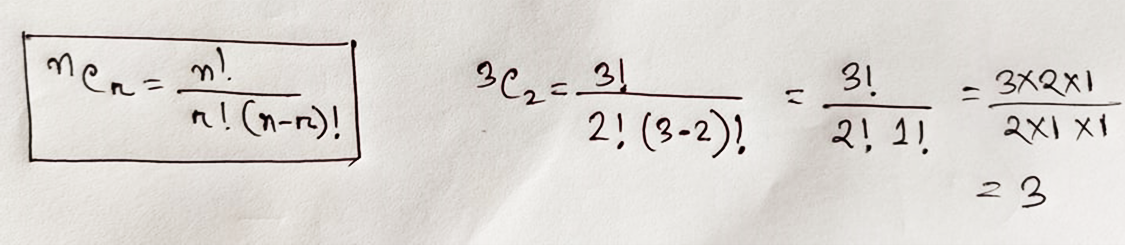 ⁿCᵣ = n! / r! (n-r)!
³C₂ = 3! / 2! (3-2)! = 3! / 2! 1! = 3×2×1 / 2×1×1
= 3